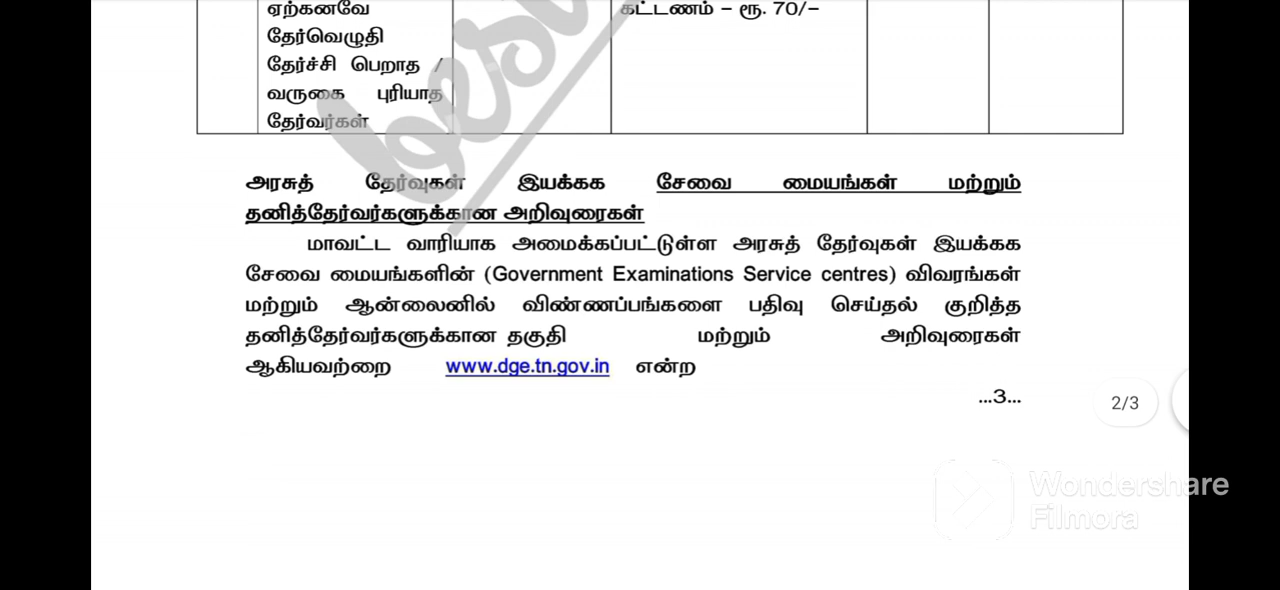 ஏற்கனவே
கட்டணம் – ரூ. 70/–
தேர்வெழுதி
தேர்ச்சி பெறாத /
வருகை புரியாத
தேர்வர்கள்
அரசுத் தேர்வுகள் இயக்கக சேவை மையங்கள் மற்றும்
தனித்தேர்வர்களுக்கான அறிவுரைகள்
மாவட்ட வாரியாக அமைக்கப்பட்டுள்ள அரசுத் தேர்வுகள் இயக்கக
சேவை மையங்களின் (Government Examinations Service centres) விவரங்கள்
மற்றும் ஆன்லைனில் விண்ணப்பங்களை பதிவு செய்தல் குறித்த
தனித்தேர்வர்களுக்கான தகுதி மற்றும் அறிவுரைகள்
ஆகியவற்றை www.dge.tn.gov.in என்ற
...3...
2/3
Wondershare
Filmora